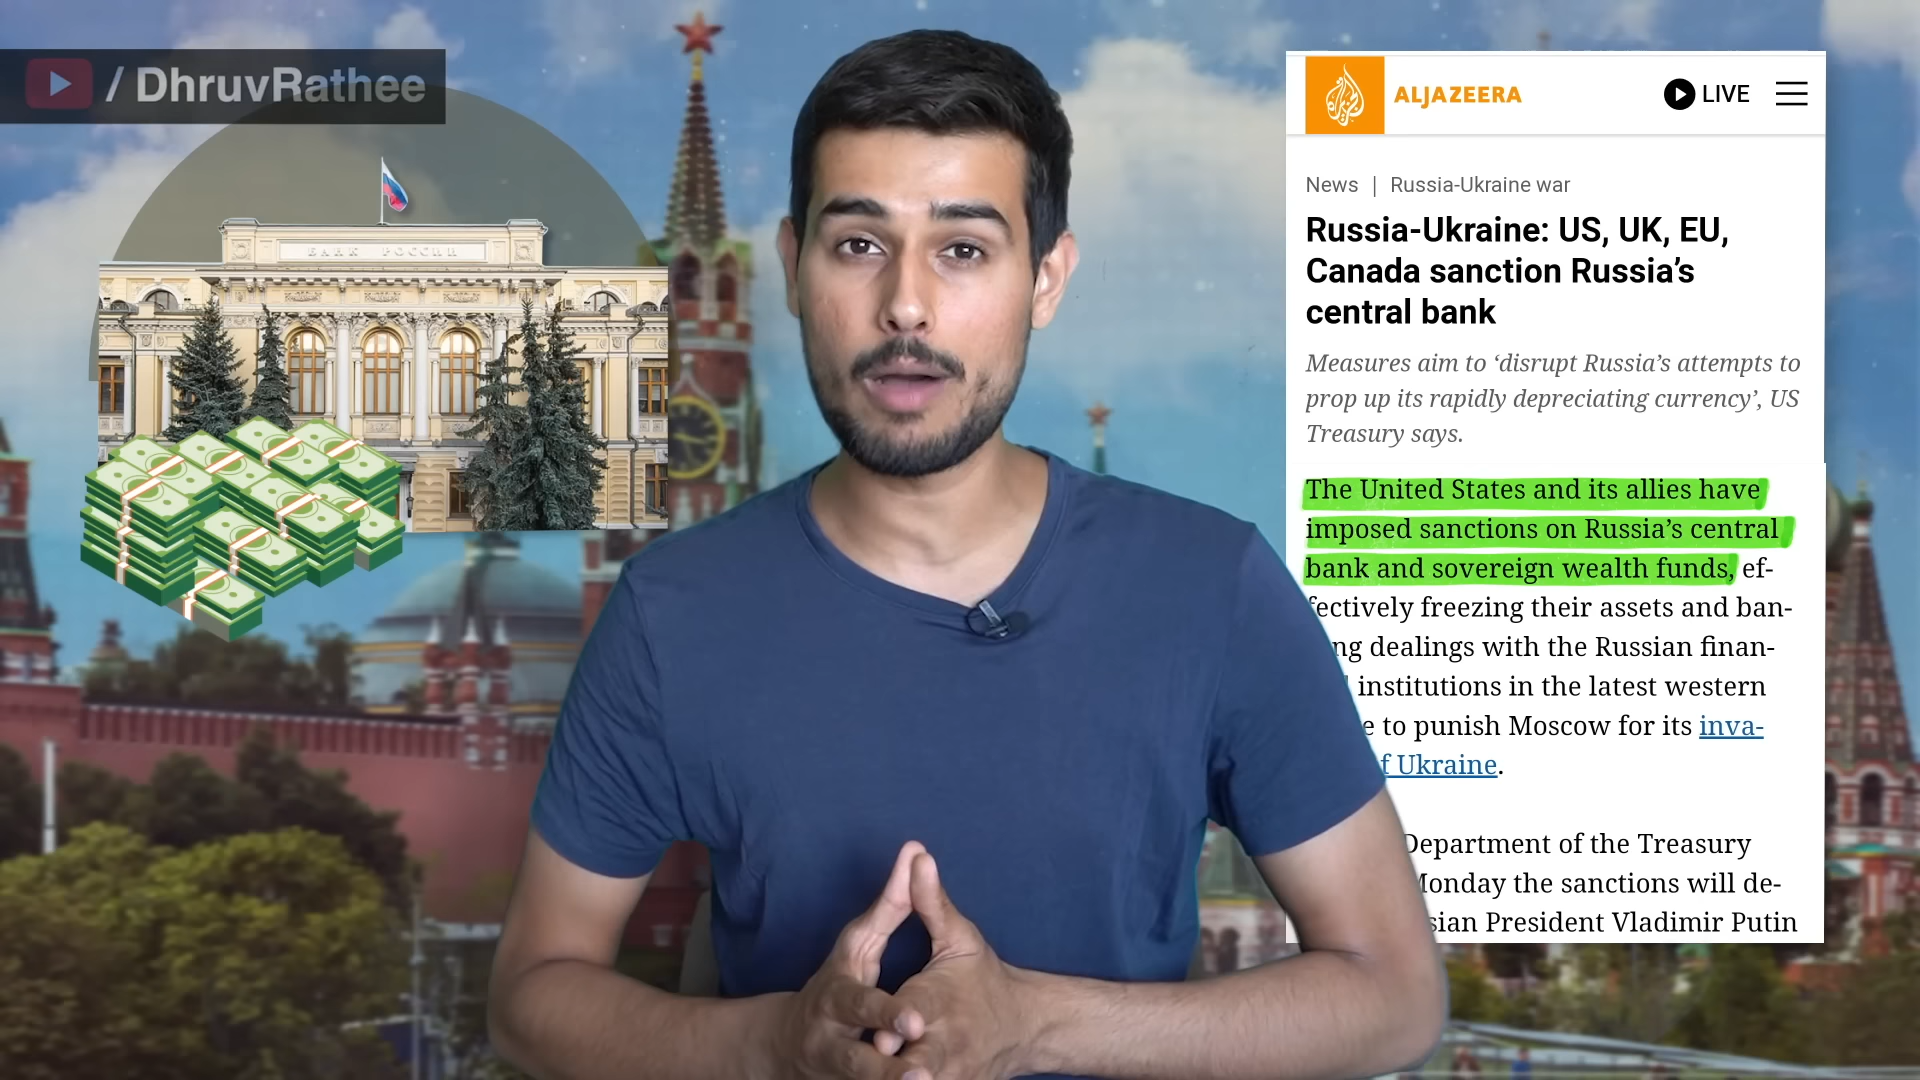 / DhruvRathee
БАНК РОССИИ
ALJAZEERA
LIVE
News | Russia-Ukraine war
Russia-Ukraine: US, UK, EU,
Canada sanction Russia’s
central bank
Measures aim to ‘disrupt Russia’s attempts to
prop up its rapidly depreciating currency’, US
Treasury says.
The United States and its allies have
imposed sanctions on Russia’s central
bank and sovereign wealth funds, ef-
fectively freezing their assets and ban-
ng dealings with the Russian finan-
institutions in the latest western
e to punish Moscow for its inva-
f Ukraine.
Department of the Treasury
Monday the sanctions will de-
sian President Vladimir Putin